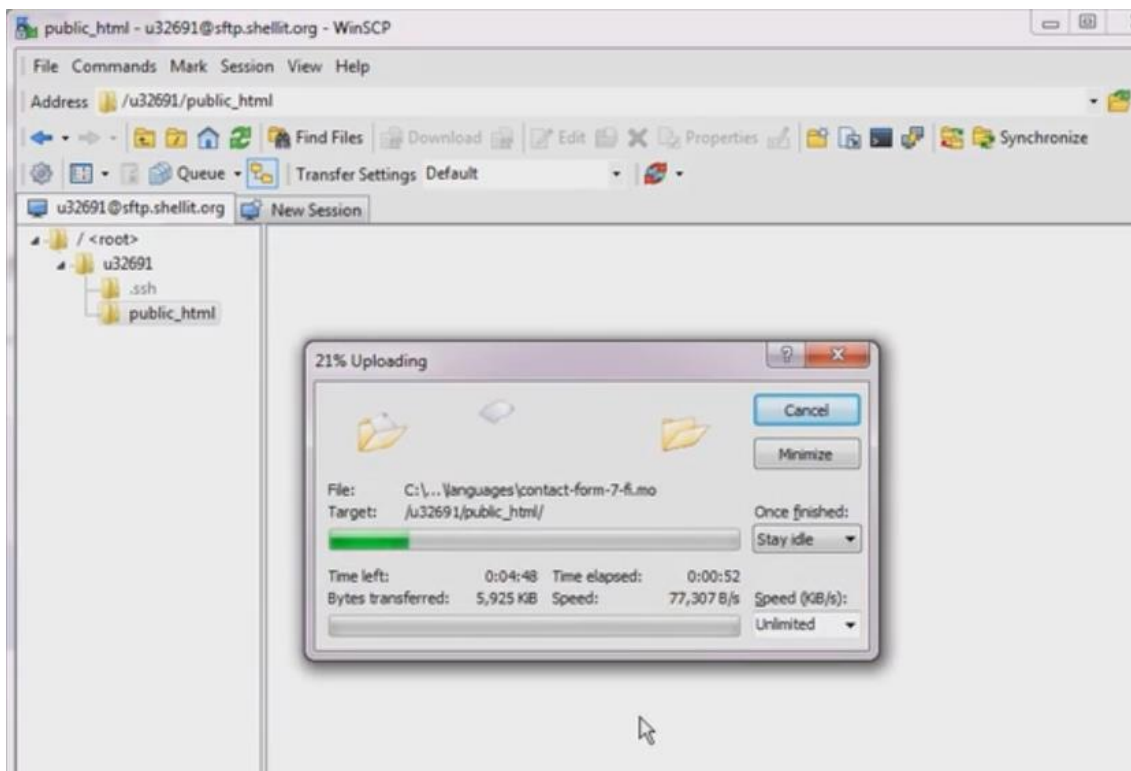 public_html - u32691@sftp.shellit.org - WinSCP
File Commands Mark Session View Help
Address /u32691/public_html
Find Files Download Edit Properties Synchronize
Queue Transfer Settings Default
u32691@sftp.shellit.org New Session
/ <root>
u32691
.ssh
public_html
21% Uploading
Cancel
Minimize
File: C:\...\languages\contact-form-7-fi.mo
Target: /u32691/public_html/
Once finished:
Stay idle
Time left: 0:04:48 Time elapsed: 0:00:52
Bytes transferred: 5,925 KiB Speed: 77,307 B/s
Speed (KiB/s):
Unlimited